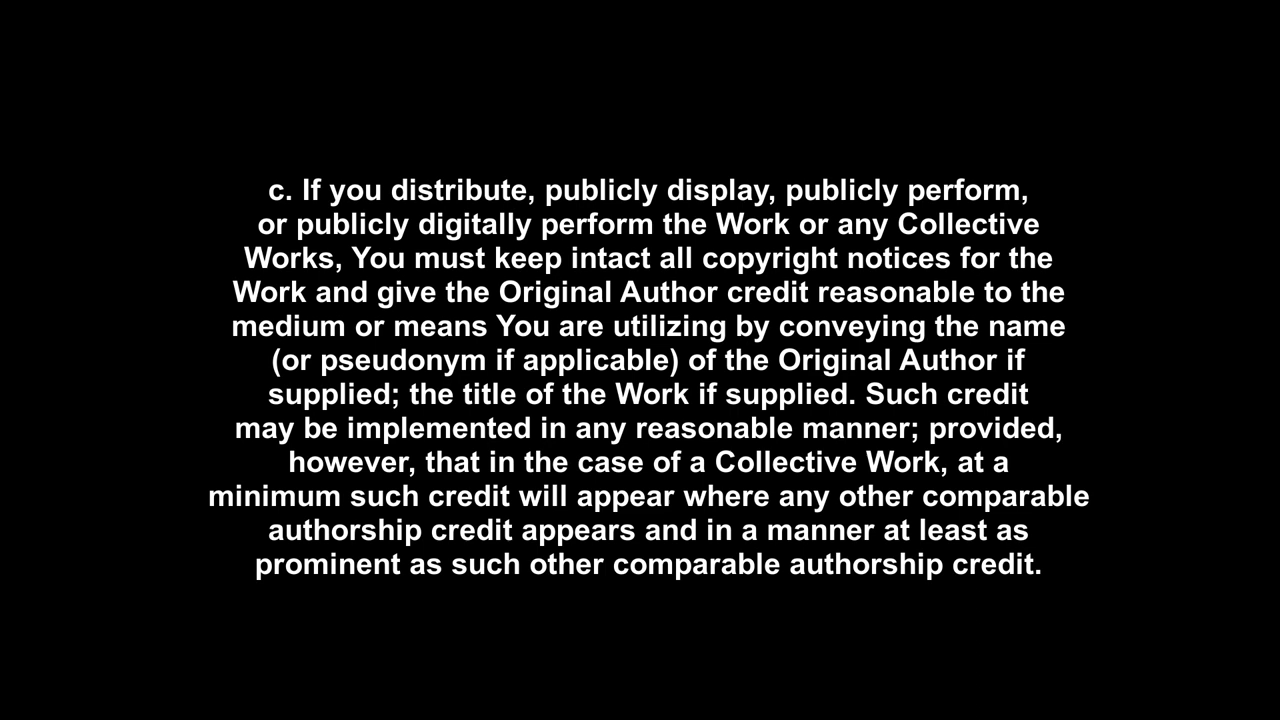 c. If you distribute, publicly display, publicly perform,
or publicly digitally perform the Work or any Collective
Works, You must keep intact all copyright notices for the
Work and give the Original Author credit reasonable to the
medium or means You are utilizing by conveying the name
(or pseudonym if applicable) of the Original Author if
supplied; the title of the Work if supplied. Such credit
may be implemented in any reasonable manner; provided,
however, that in the case of a Collective Work, at a
minimum such credit will appear where any other comparable
authorship credit appears and in a manner at least as
prominent as such other comparable authorship credit.